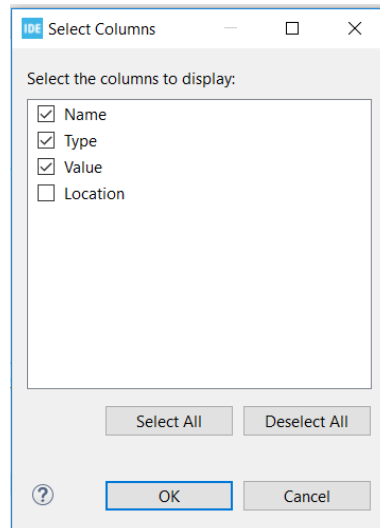 IDE Select Columns
Select the columns to display:
Name
Type
Value
Location
Select All Deselect All
? OK Cancel